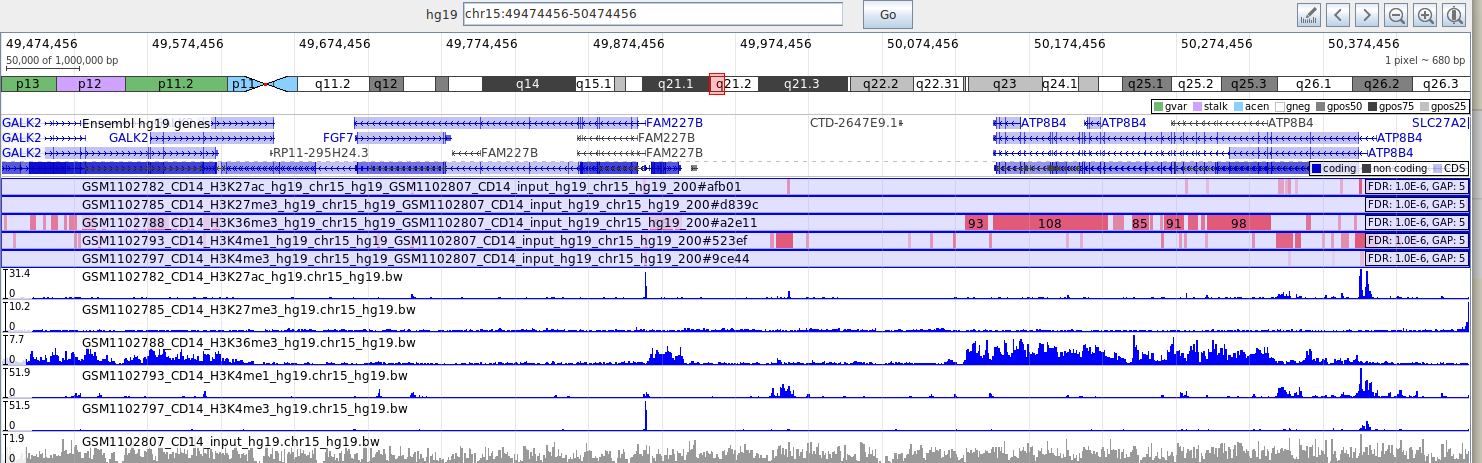 hg19 chr15:49474456-50474456 Go
49,474,456 49,574,456 49,674,456 49,774,456 49,874,456 49,974,456 50,074,456 50,174,456 50,274,456 50,374,456
50,000 of 1,000,000 bp 1 pixel ~ 680 bp
p13 p12 p11.2 p11 q11.2 q12 q14 q15.1 q21.1 q21.2 q21.3 q22.2 q22.31 q23 q24.1 q25.1 q25.2 q25.3 q26.1 q26.2 q26.3
gvar stalk acen gneg gpos50 gpos75 gpos25
GALK2 Ensembl hg19 genes FAM227B CTD-2647E9.1 ATP8B4 ATP8B4 ATP8B4 SLC27A2
GALK2 GALK2 FGF7 FAM227B ATP8B4
GALK2 RP11-295H24.3 FAM227B FAM227B ATP8B4
coding non coding CDS
GSM1102782_CD14_H3K27ac_hg19_chr15_hg19_GSM1102807_CD14_input_hg19_chr15_hg19_200#afb01 FDR: 1.0E-6, GAP: 5
GSM1102785_CD14_H3K27me3_hg19_chr15_hg19_GSM1102807_CD14_input_hg19_chr15_hg19_200#d839c FDR: 1.0E-6, GAP: 5
GSM1102788_CD14_H3K36me3_hg19_chr15_hg19_GSM1102807_CD14_input_hg19_chr15_hg19_200#a2e11 93 108 85 91 98 FDR: 1.0E-6, GAP: 5
GSM1102793_CD14_H3K4me1_hg19_chr15_hg19_GSM1102807_CD14_input_hg19_chr15_hg19_200#523ef FDR: 1.0E-6, GAP: 5
GSM1102797_CD14_H3K4me3_hg19_chr15_hg19_GSM1102807_CD14_input_hg19_chr15_hg19_200#9ce44 FDR: 1.0E-6, GAP: 5
31.4 GSM1102782_CD14_H3K27ac_hg19.chr15_hg19.bw
0
10.2 GSM1102785_CD14_H3K27me3_hg19.chr15_hg19.bw
0
7.7 GSM1102788_CD14_H3K36me3_hg19.chr15_hg19.bw
0
51.9 GSM1102793_CD14_H3K4me1_hg19.chr15_hg19.bw
0
51.5 GSM1102797_CD14_H3K4me3_hg19.chr15_hg19.bw
0
1.9 GSM1102807_CD14_input_hg19.chr15_hg19.bw
0